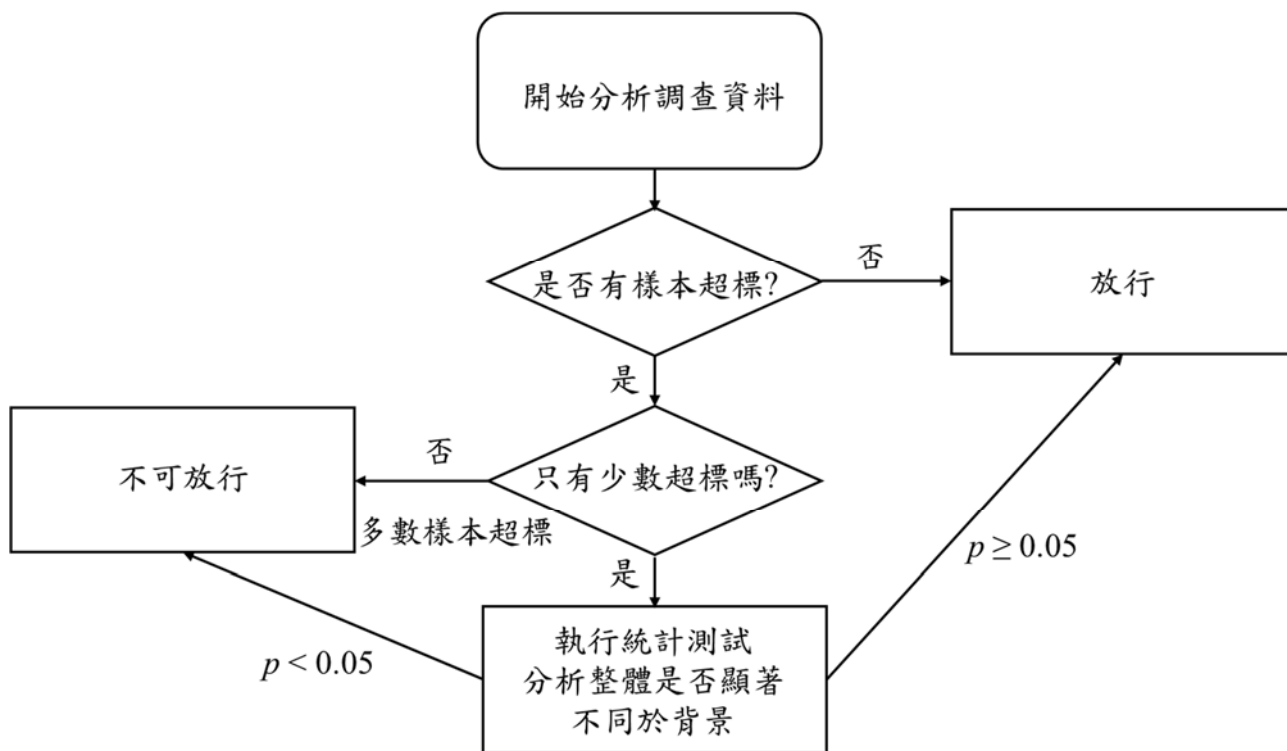 開始分析調查資料
是否有樣本超標?
否
放行
是
不可放行
否
只有少數超標嗎?
多數樣本超標
是
p ≥ 0.05
p < 0.05
執行統計測試
分析整體是否顯著
不同於背景